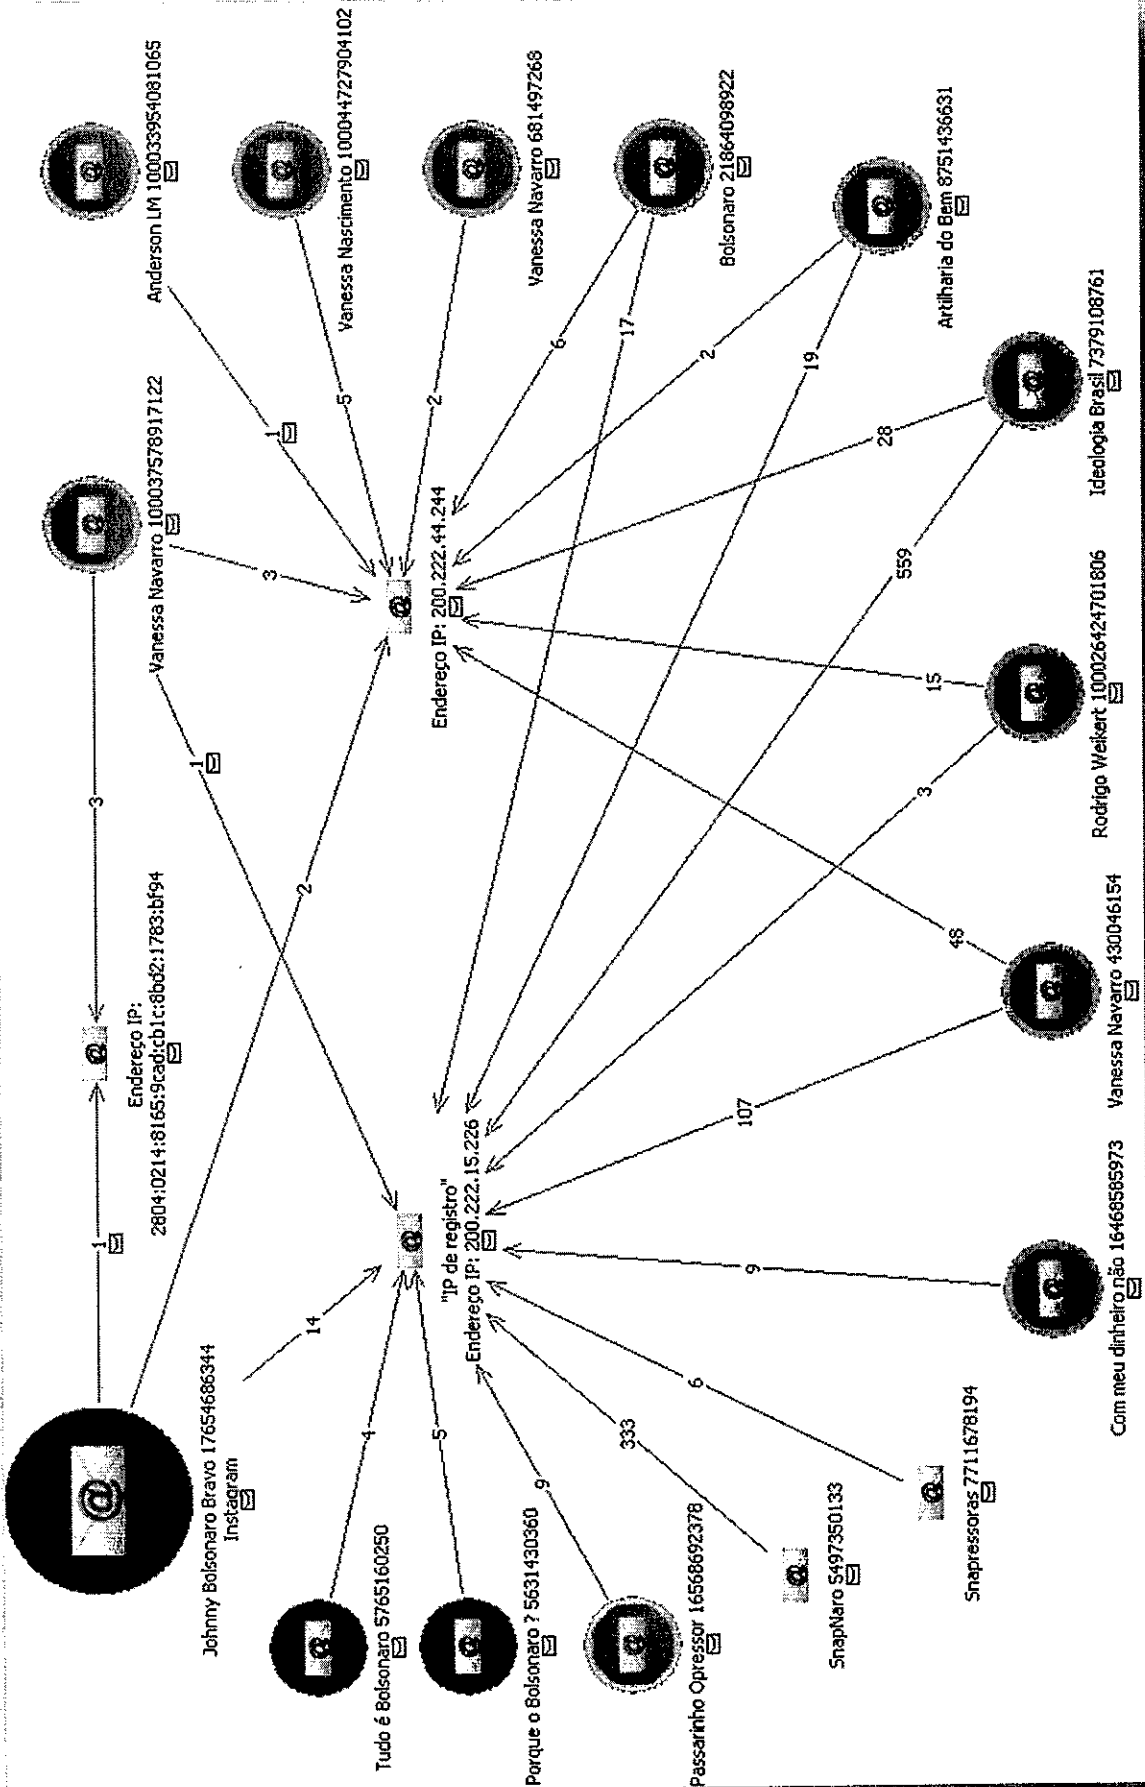 Johnny Bolsonaro Bravo 17654686344
Instagram
1
Endereço IP:
2804:0214:8165:9cad:cb1c:8bd2:1783:bf94
3
Vanessa Navarro 100037578917122
Anderson LM 100033954081065
Vanessa Nascimento 100044727904102
Vanessa Navarro 681497268
Bolsonaro 21864098922
Artilharia do Bem 8751436631
Ideologia Brasil 7379108761
Rodrigo Weikert 100026424701806
Vanessa Navarro 430046154
Com meu dinheiro não 16468585973
Snapressoras 7711678194
SnapNaro 5497350133
Passarinho Opressor 16568692378
Porque o Bolsonaro ? 5631430360
Tudo é Bolsonaro 5765160250
"IP de registro"
Endereço IP: 200.222.15.226
Endereço IP: 200.222.44.244
14
4
5
9
333
6
9
107
48
3
15
559
28
19
2
17
6
2
5
1
3
1
2